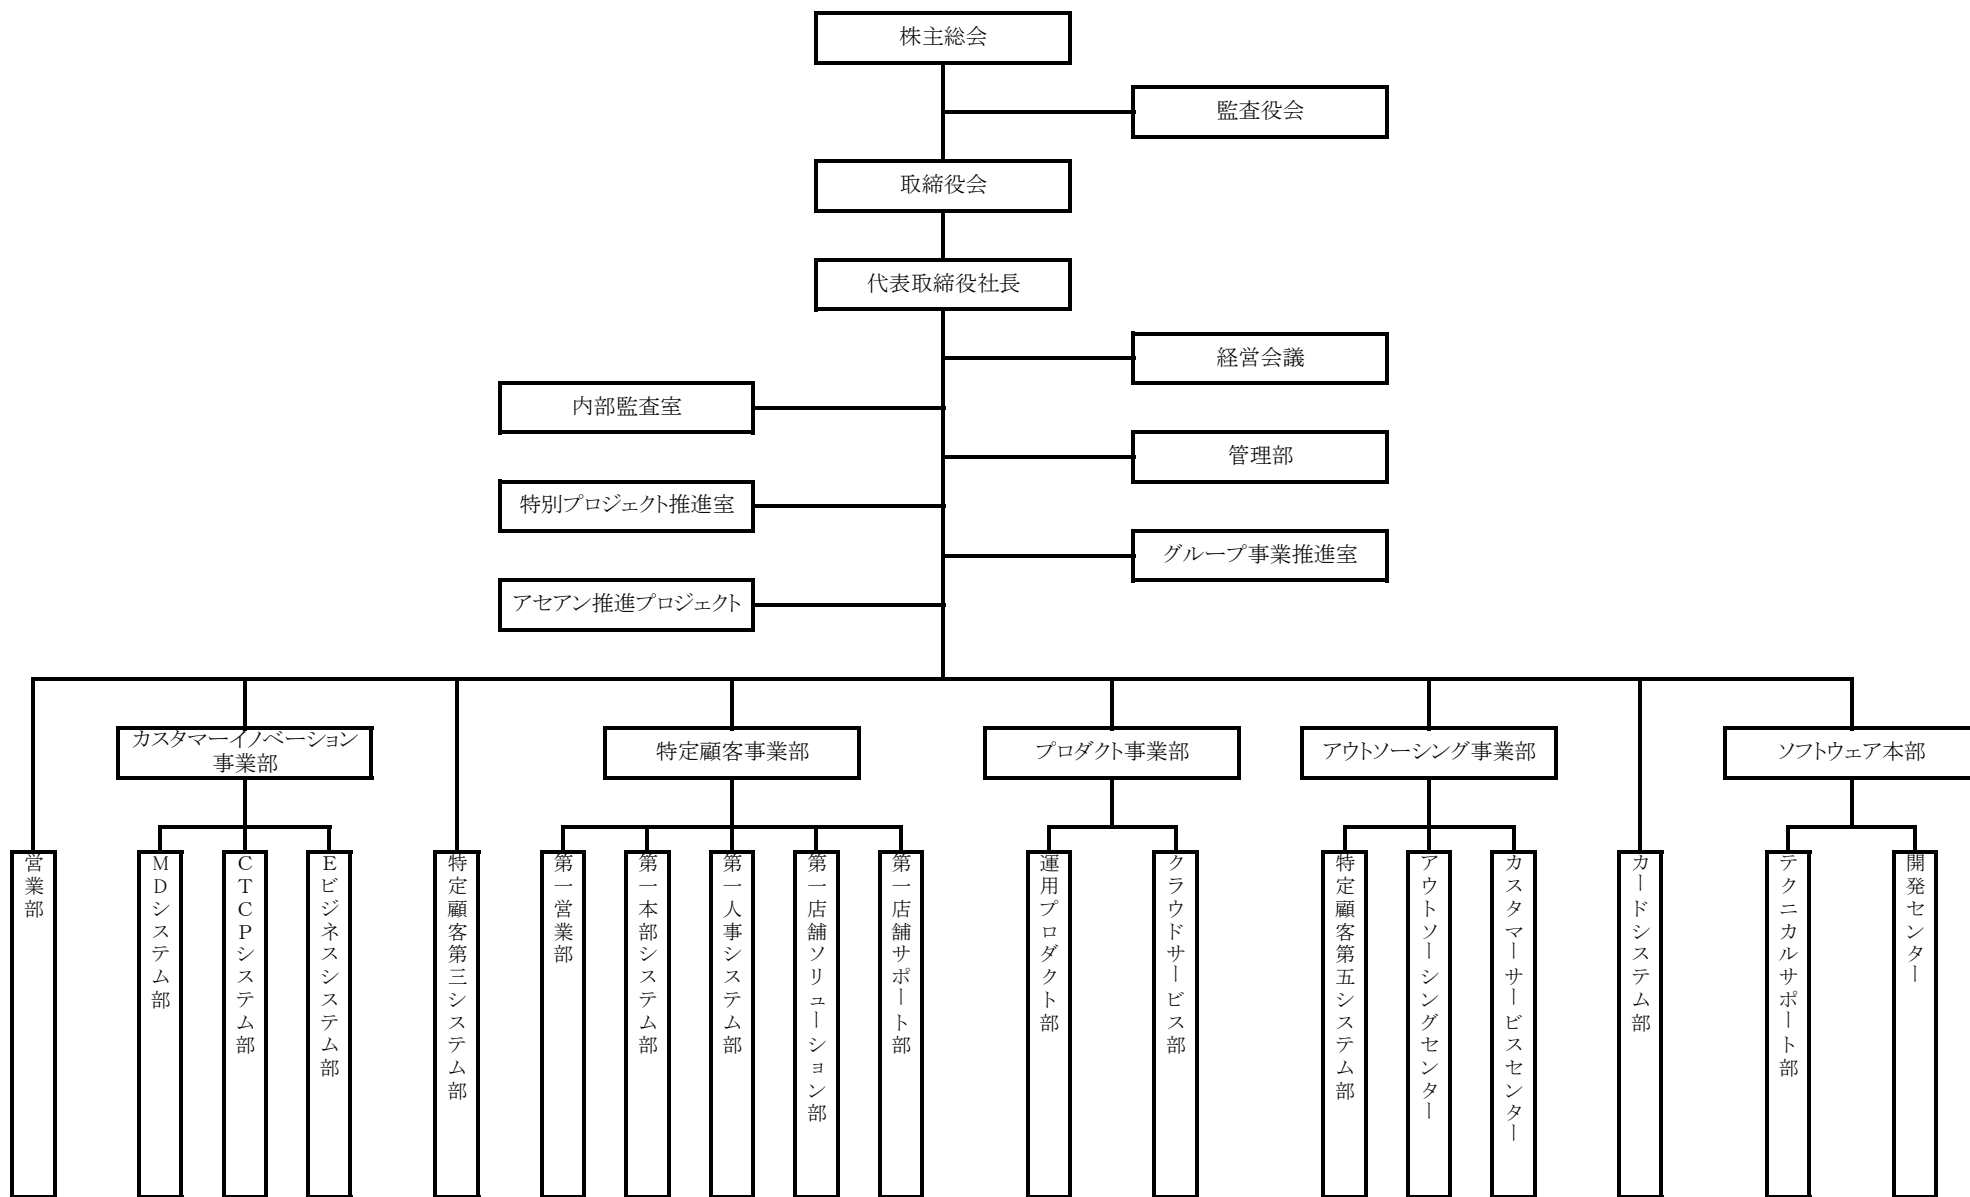 株主総会
監査役会
取締役会
代表取締役社長
経営会議
内部監査室
管理部
特別プロジェクト推進室
グループ事業推進室
アセアン推進プロジェクト
カスタマーイノベーション
事業部
特定顧客事業部
プロダクト事業部
アウトソーシング事業部
ソフトウェア本部
営業部
MDシステム部
CTCPシステム部
Eビジネスシステム部
特定顧客第三システム部
第一営業部
第一本部システム部
第一人事システム部
第一店舗ソリューション部
第一店舗サポート部
運用プロダクト部
クラウドサービス部
特定顧客第五システム部
アウトソーシングセンター
カスタマーサービスセンター
カードシステム部
テクニカルサポート部
開発センター